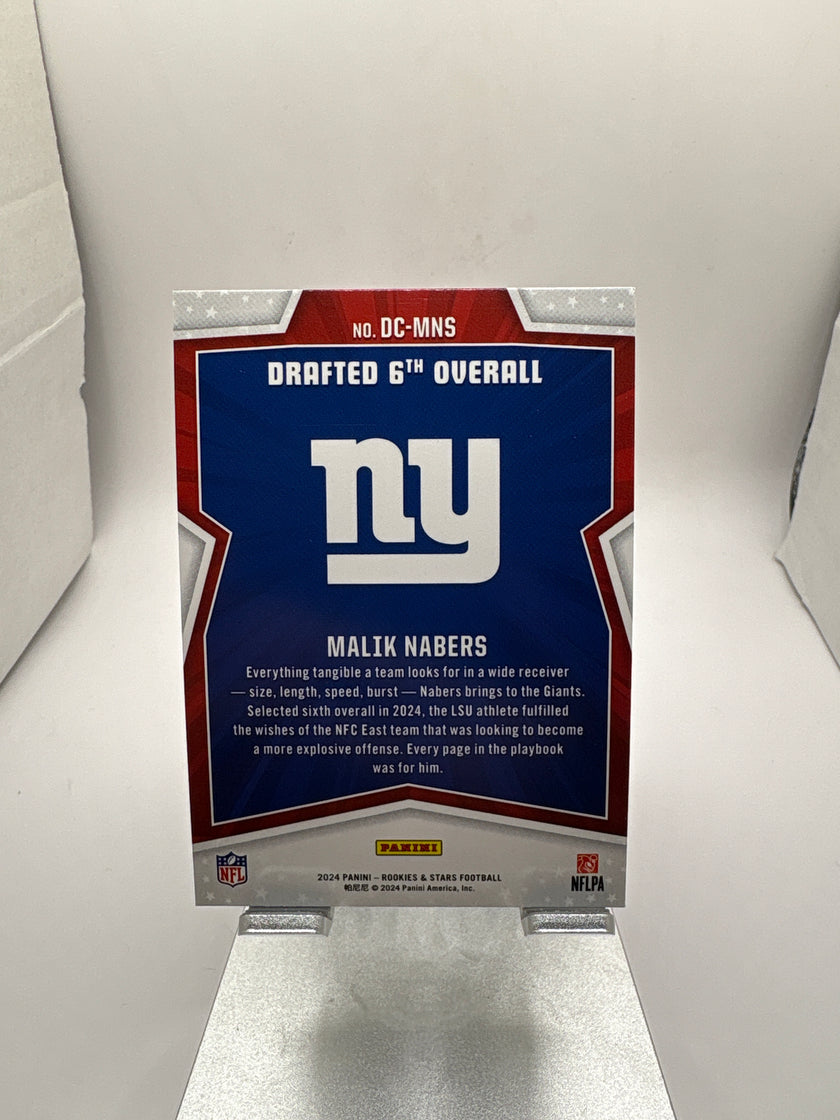 NO. DC-MNS
DRAFTED 6TH OVERALL
ny
MALIK NABERS
Everything tangible a team looks for in a wide receiver
— size, length, speed, burst — Nabers brings to the Giants.
Selected sixth overall in 2024, the LSU athlete fulfilled
the wishes of the NFC East team that was looking to become
a more explosive offense. Every page in the playbook
was for him.
PANINI
NFL
2024 PANINI – ROOKIES & STARS FOOTBALL
帕尼尼 © 2024 Panini America, Inc.
NFLPA